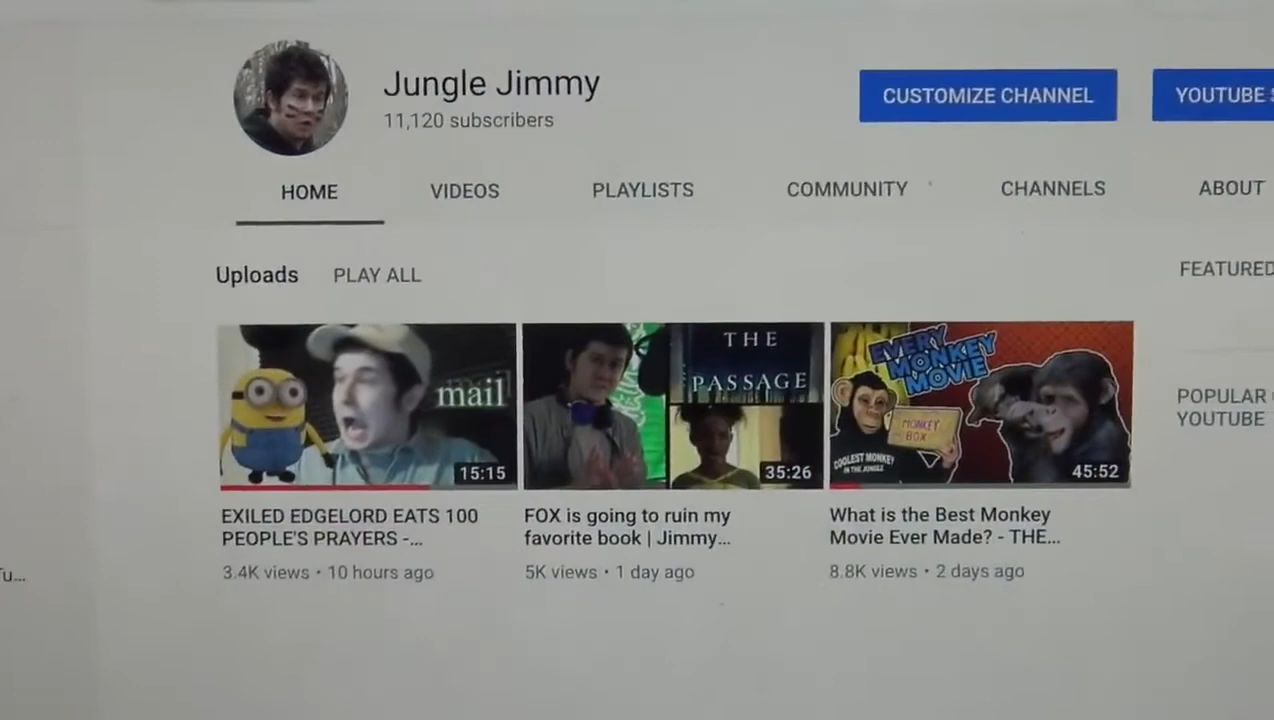 Jungle Jimmy
11,120 subscribers
CUSTOMIZE CHANNEL
YOUTUBE
HOME
VIDEOS
PLAYLISTS
COMMUNITY
CHANNELS
ABOUT
Uploads
PLAY ALL
FEATURED
mail
15:15
THE
PASSAGE
35:26
EVERY
MONKEY
MOVIE
MONKEY
BOX
COOLEST MONKEY
IN THE JUNGLE
45:52
EXILED EDGELORD EATS 100
PEOPLE'S PRAYERS -...
3.4K views • 10 hours ago
FOX is going to ruin my
favorite book | Jimmy...
5K views • 1 day ago
What is the Best Monkey
Movie Ever Made? - THE...
8.8K views • 2 days ago
POPULAR
YOUTUBE